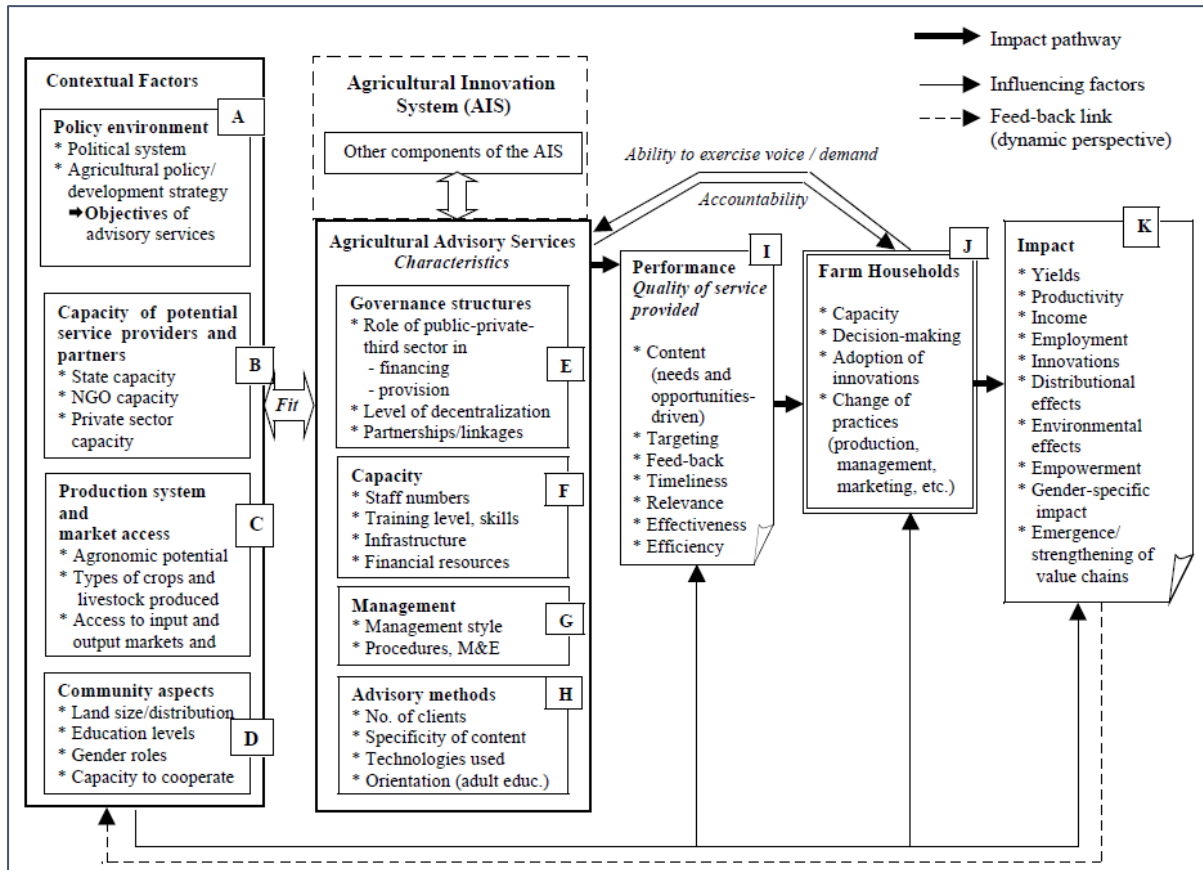 Impact pathway
Influencing factors
Feed-back link
(dynamic perspective)
Contextual Factors
A
Policy environment
* Political system
* Agricultural policy/
development strategy
➡Objectives of
advisory services
Capacity of potential
service providers and
partners
B
* State capacity
* NGO capacity
* Private sector
capacity
Production system
and
market access
C
* Agronomic potential
* Types of crops and
livestock produced
* Access to input and
output markets and
Community aspects
* Land size/distribution
* Education levels
D
* Gender roles
* Capacity to cooperate
Fit
Agricultural Innovation
System (AIS)
Other components of the AIS
Agricultural Advisory Services
Characteristics
Governance structures
* Role of public-private-
third sector in
- financing
E
- provision
* Level of decentralization
* Partnerships/linkages
Capacity
F
* Staff numbers
* Training level, skills
* Infrastructure
* Financial resources
Management
G
* Management style
* Procedures, M&E
Advisory methods
H
* No. of clients
* Specificity of content
* Technologies used
* Orientation (adult educ.)
Ability to exercise voice / demand
Accountability
I
Performance
Quality of service
provided
* Content
(needs and
opportunities-
driven)
* Targeting
* Feed-back
* Timeliness
* Relevance
* Effectiveness
* Efficiency
J
Farm Households
* Capacity
* Decision-making
* Adoption of
innovations
* Change of
practices
(production,
management,
marketing, etc.)
K
Impact
* Yields
* Productivity
* Income
* Employment
* Innovations
* Distributional
effects
* Environmental
effects
* Empowerment
* Gender-specific
impact
* Emergence/
strengthening of
value chains